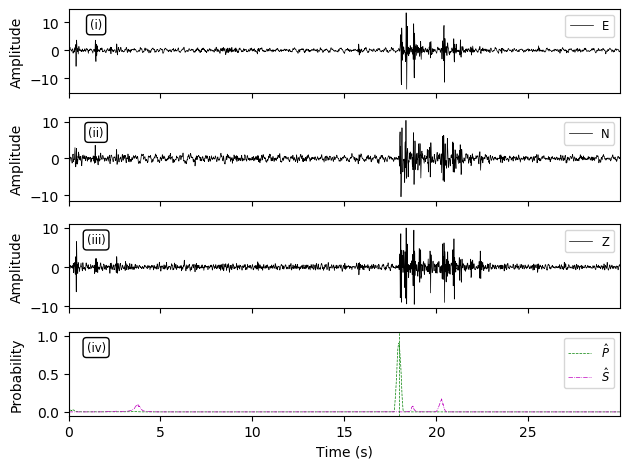 (i)
E
Amplitude
10
0
−10
(ii)
N
Amplitude
10
0
−10
(iii)
Z
Amplitude
10
0
−10
(iv)
P̂
Ŝ
Probability
1.0
0.5
0.0
0 5 10 15 20 25
Time (s)